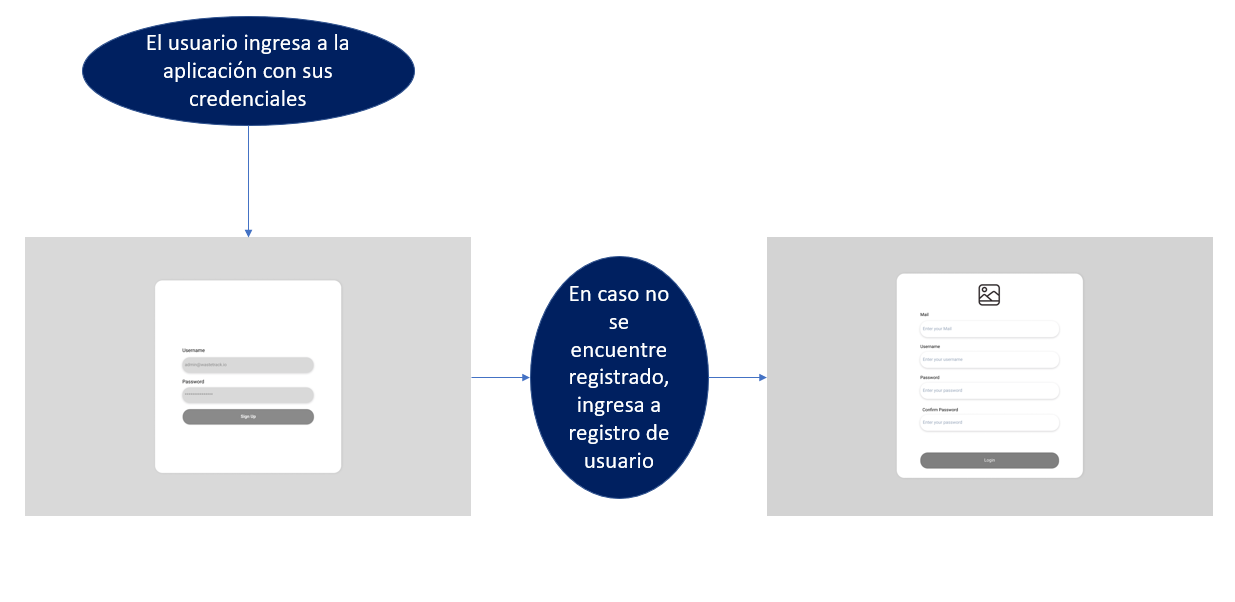 El usuario ingresa a la
aplicación con sus
credenciales
Username
Password
Sign Up
En caso no
se
encuentre
registrado,
ingresa a
registro de
usuario
Mail
Enter your Mail
Username
Enter your username
Password
Enter your password
Confirm Password
Enter your password
Login